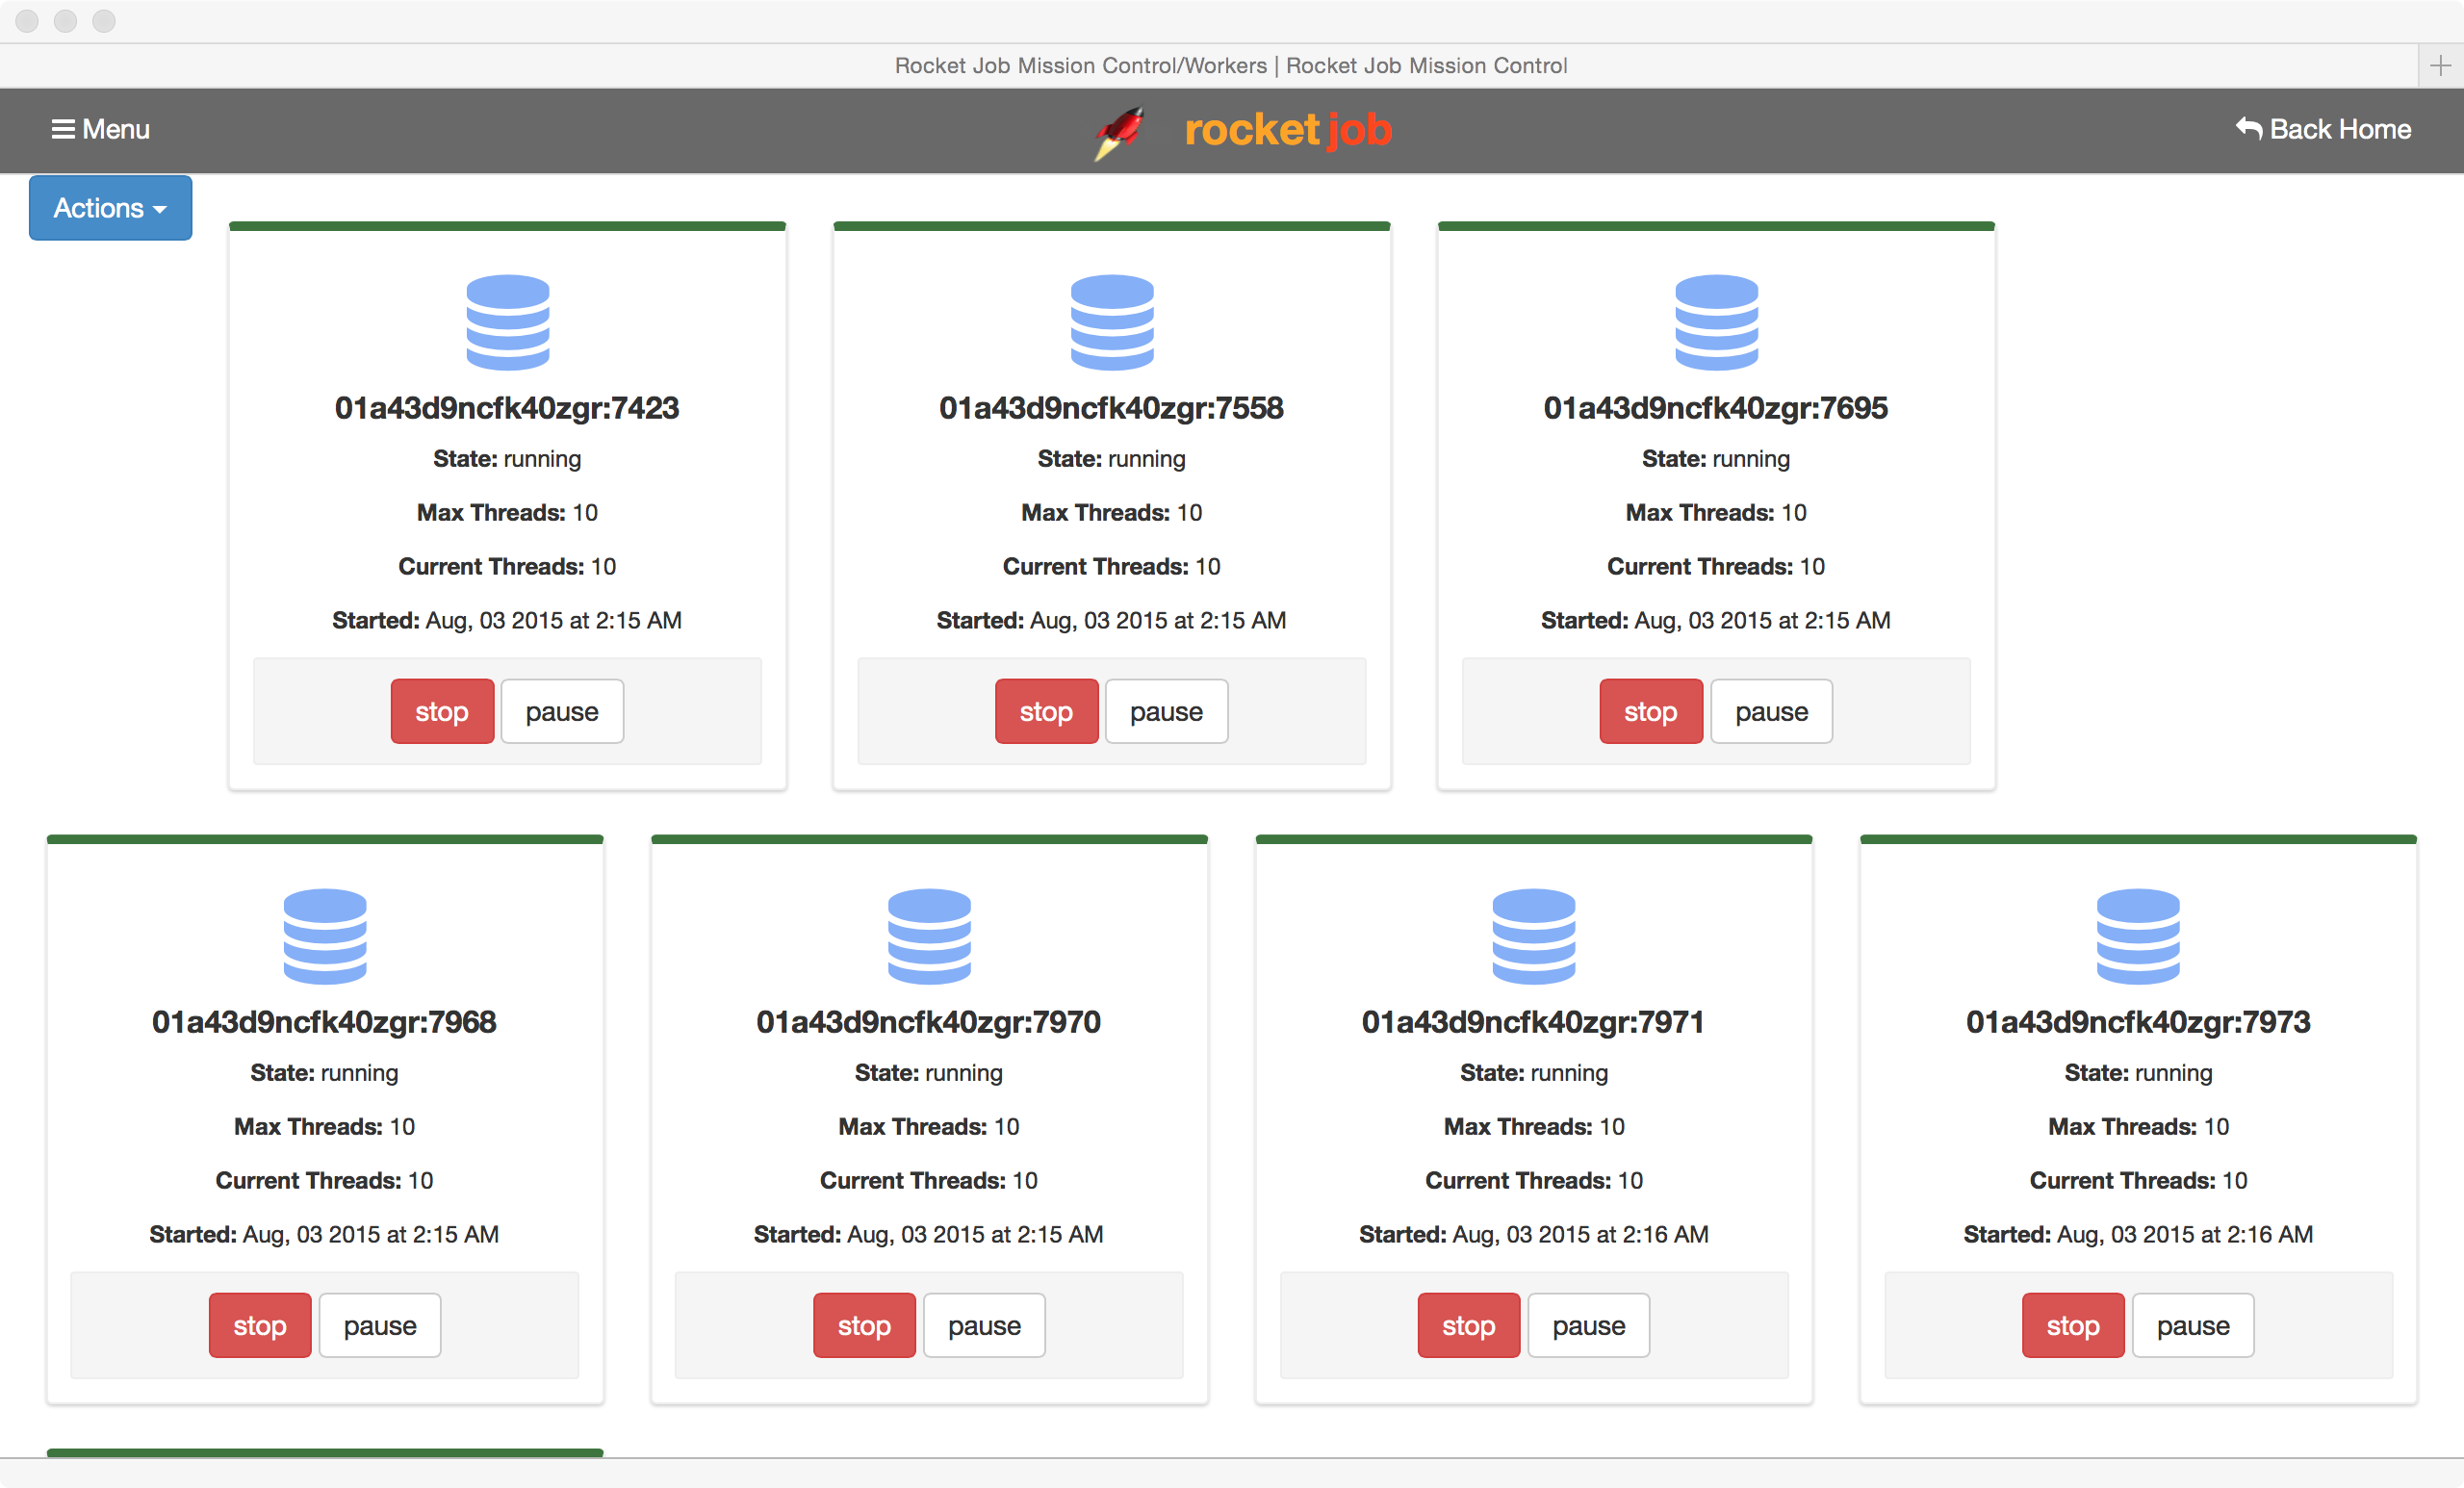 Rocket Job Mission Control/Workers | Rocket Job Mission Control
Menu
rocket job
Back Home
Actions
01a43d9ncfk40zgr:7423
State: running
Max Threads: 10
Current Threads: 10
Started: Aug, 03 2015 at 2:15 AM
stop pause
01a43d9ncfk40zgr:7558
State: running
Max Threads: 10
Current Threads: 10
Started: Aug, 03 2015 at 2:15 AM
stop pause
01a43d9ncfk40zgr:7695
State: running
Max Threads: 10
Current Threads: 10
Started: Aug, 03 2015 at 2:15 AM
stop pause
01a43d9ncfk40zgr:7968
State: running
Max Threads: 10
Current Threads: 10
Started: Aug, 03 2015 at 2:15 AM
stop pause
01a43d9ncfk40zgr:7970
State: running
Max Threads: 10
Current Threads: 10
Started: Aug, 03 2015 at 2:15 AM
stop pause
01a43d9ncfk40zgr:7971
State: running
Max Threads: 10
Current Threads: 10
Started: Aug, 03 2015 at 2:16 AM
stop pause
01a43d9ncfk40zgr:7973
State: running
Max Threads: 10
Current Threads: 10
Started: Aug, 03 2015 at 2:16 AM
stop pause